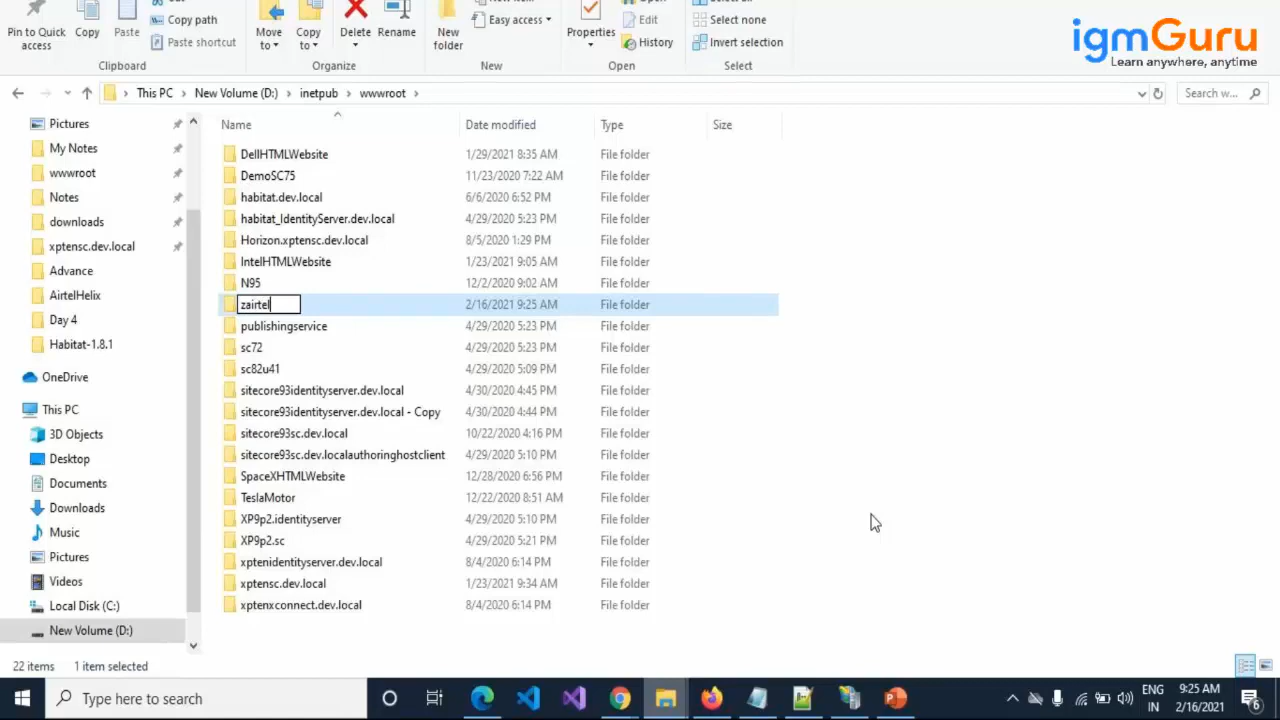 Pin to Quick access
Copy
Paste
Copy path
Paste shortcut
Clipboard
Move to
Copy to
Delete
Rename
Organize
New folder
Easy access
New
Properties
Open
Edit
History
Open
Select none
Invert selection
Select
igmGuru
Learn anywhere, anytime
This PC > New Volume (D:) > inetpub > wwwroot >
Search w...
Name Date modified Type Size
Pictures
My Notes
wwwroot
Notes
downloads
xptensc.dev.local
Advance
AirtelHelix
Day 4
Habitat-1.8.1
OneDrive
This PC
3D Objects
Desktop
Documents
Downloads
Music
Pictures
Videos
Local Disk (C:)
New Volume (D:)
DellHTMLWebsite 1/29/2021 8:35 AM File folder
DemoSC75 11/23/2020 7:22 AM File folder
habitat.dev.local 6/6/2020 6:52 PM File folder
habitat_IdentityServer.dev.local 4/29/2020 5:23 PM File folder
Horizon.xptensc.dev.local 8/5/2020 1:29 PM File folder
IntelHTMLWebsite 1/23/2021 9:05 AM File folder
N95 12/2/2020 9:02 AM File folder
zairtel 2/16/2021 9:25 AM File folder
publishingservice 4/29/2020 5:23 PM File folder
sc72 4/29/2020 5:23 PM File folder
sc82u41 4/29/2020 5:09 PM File folder
sitecore93identityserver.dev.local 4/30/2020 4:45 PM File folder
sitecore93identityserver.dev.local - Copy 4/30/2020 4:44 PM File folder
sitecore93sc.dev.local 10/22/2020 4:16 PM File folder
sitecore93sc.dev.localauthoringhostclient 4/29/2020 5:10 PM File folder
SpaceXHTMLWebsite 12/28/2020 6:56 PM File folder
TeslaMotor 12/22/2020 8:51 AM File folder
XP9p2.identityserver 4/29/2020 5:10 PM File folder
XP9p2.sc 4/29/2020 5:21 PM File folder
xptenidentityserver.dev.local 8/4/2020 6:14 PM File folder
xptensc.dev.local 1/23/2021 9:34 AM File folder
xptenxconnect.dev.local 8/4/2020 6:14 PM File folder
22 items 1 item selected
Type here to search
ENG
IN
9:25 AM
2/16/2021
6